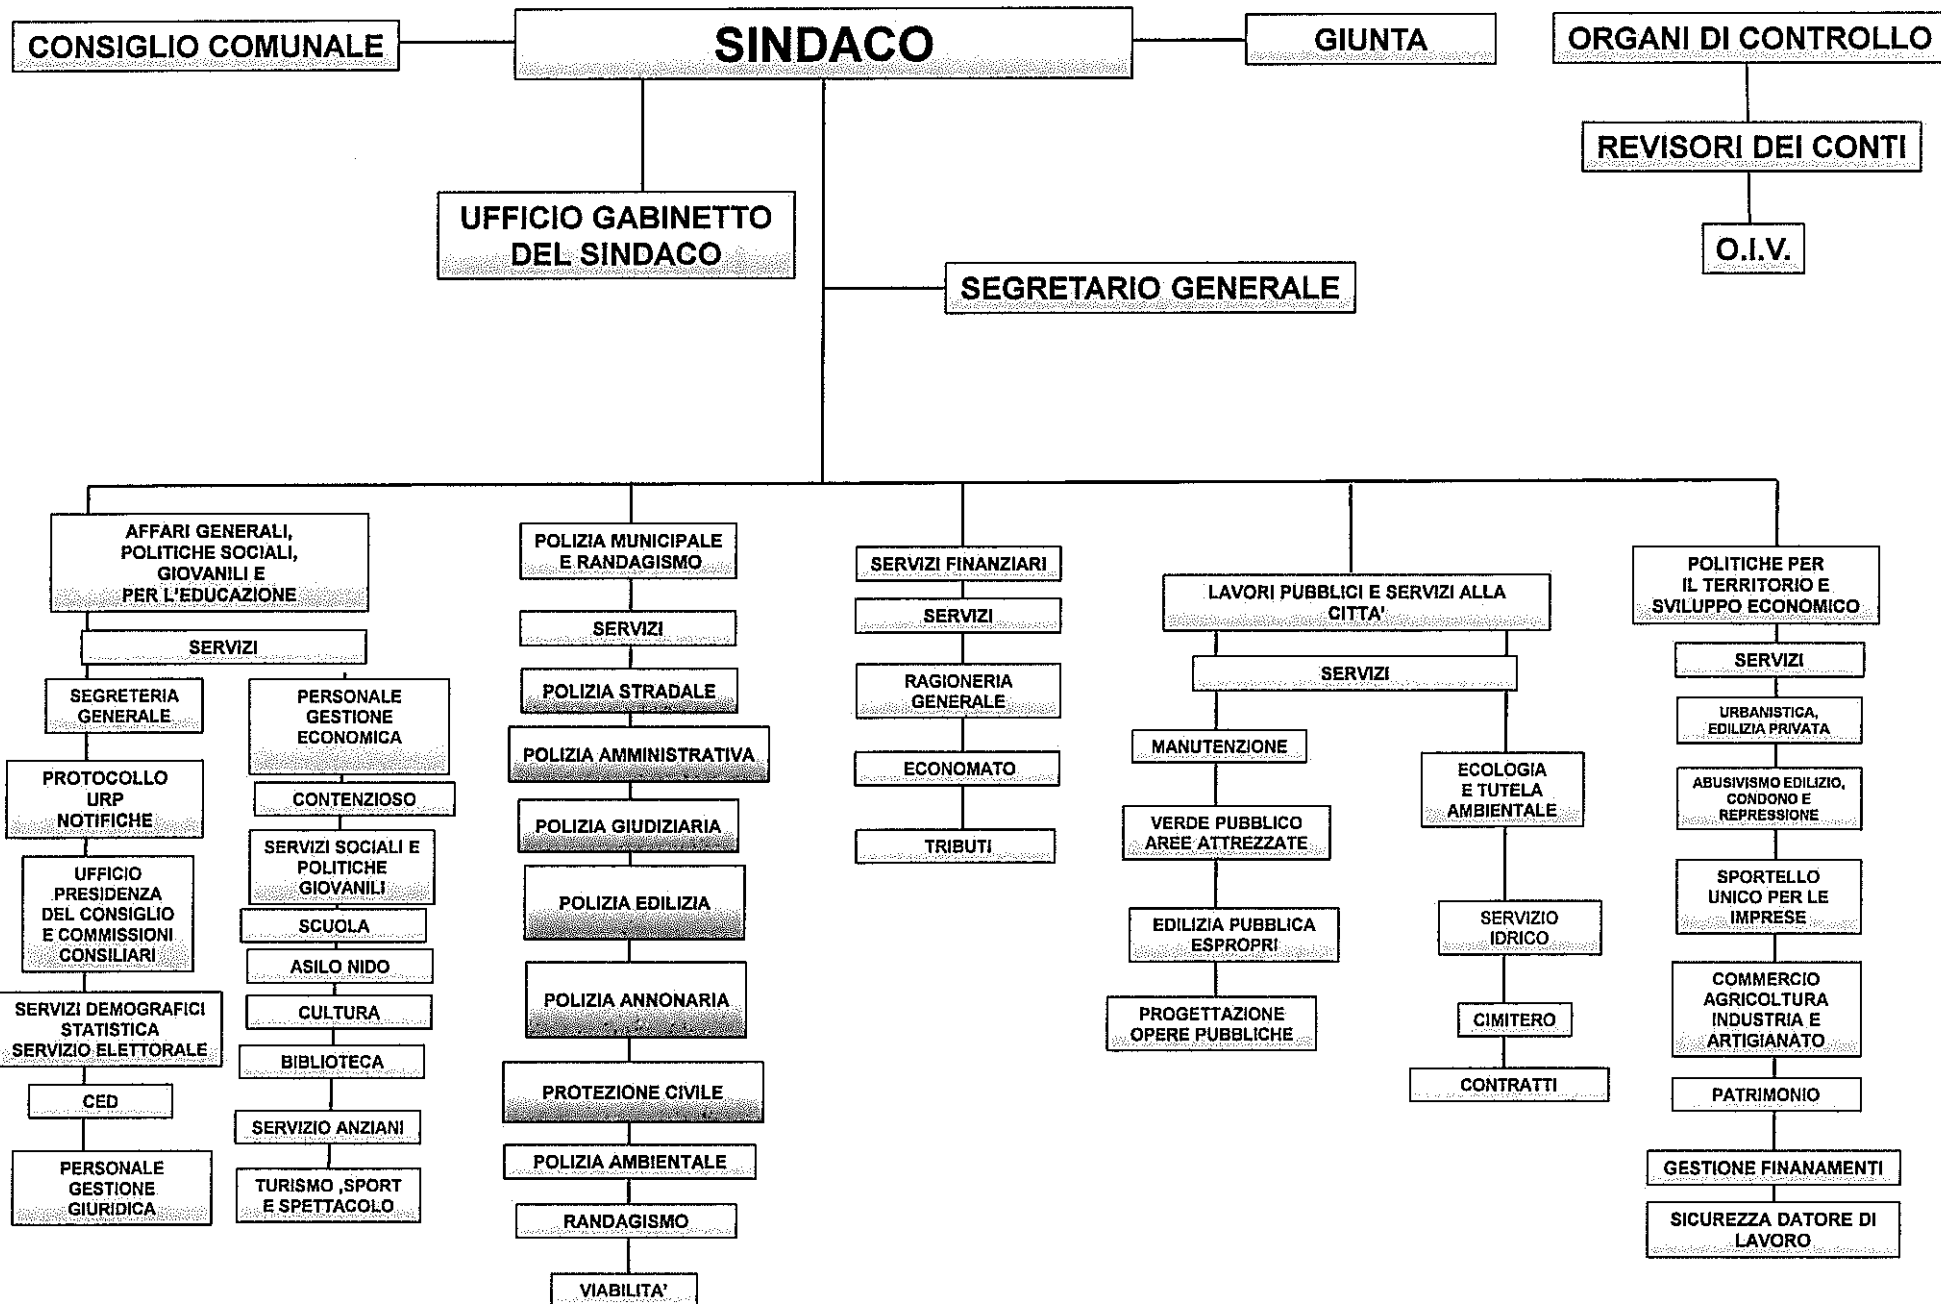 CONSIGLIO COMUNALE
SINDACO
GIUNTA
ORGANI DI CONTROLLO
REVISORI DEI CONTI
O.I.V.
UFFICIO GABINETTO
DEL SINDACO
SEGRETARIO GENERALE
AFFARI GENERALI,
POLITICHE SOCIALI,
GIOVANILI E
PER L'EDUCAZIONE
SERVIZI
SEGRETERIA
GENERALE
PROTOCOLLO
URP
NOTIFICHE
UFFICIO
PRESIDENZA
DEL CONSIGLIO
E COMMISSIONI
CONSILIARI
SERVIZI DEMOGRAFICI
STATISTICA
SERVIZIO ELETTORALE
CED
PERSONALE
GESTIONE
GIURIDICA
PERSONALE
GESTIONE
ECONOMICA
CONTENZIOSO
SERVIZI SOCIALI E
POLITICHE
GIOVANILI
SCUOLA
ASILO NIDO
CULTURA
BIBLIOTECA
SERVIZIO ANZIANI
TURISMO ,SPORT
E SPETTACOLO
POLIZIA MUNICIPALE
E RANDAGISMO
SERVIZI
POLIZIA STRADALE
POLIZIA AMMINISTRATIVA
POLIZIA GIUDIZIARIA
POLIZIA EDILIZIA
POLIZIA ANNONARIA
PROTEZIONE CIVILE
POLIZIA AMBIENTALE
RANDAGISMO
VIABILITA'
SERVIZI FINANZIARI
SERVIZI
RAGIONERIA
GENERALE
ECONOMATO
TRIBUTI
LAVORI PUBBLICI E SERVIZI ALLA
CITTA'
SERVIZI
MANUTENZIONE
VERDE PUBBLICO
AREE ATTREZZATE
EDILIZIA PUBBLICA
ESPROPRI
PROGETTAZIONE
OPERE PUBBLICHE
ECOLOGIA
E TUTELA
AMBIENTALE
SERVIZIO
IDRICO
CIMITERO
CONTRATTI
POLITICHE PER
IL TERRITORIO E
SVILUPPO ECONOMICO
SERVIZI
URBANISTICA,
EDILIZIA PRIVATA
ABUSIVISMO EDILIZIO,
CONDONO E
REPRESSIONE
SPORTELLO
UNICO PER LE
IMPRESE
COMMERCIO
AGRICOLTURA
INDUSTRIA E
ARTIGIANATO
PATRIMONIO
GESTIONE FINANAMENTI
SICUREZZA DATORE DI
LAVORO